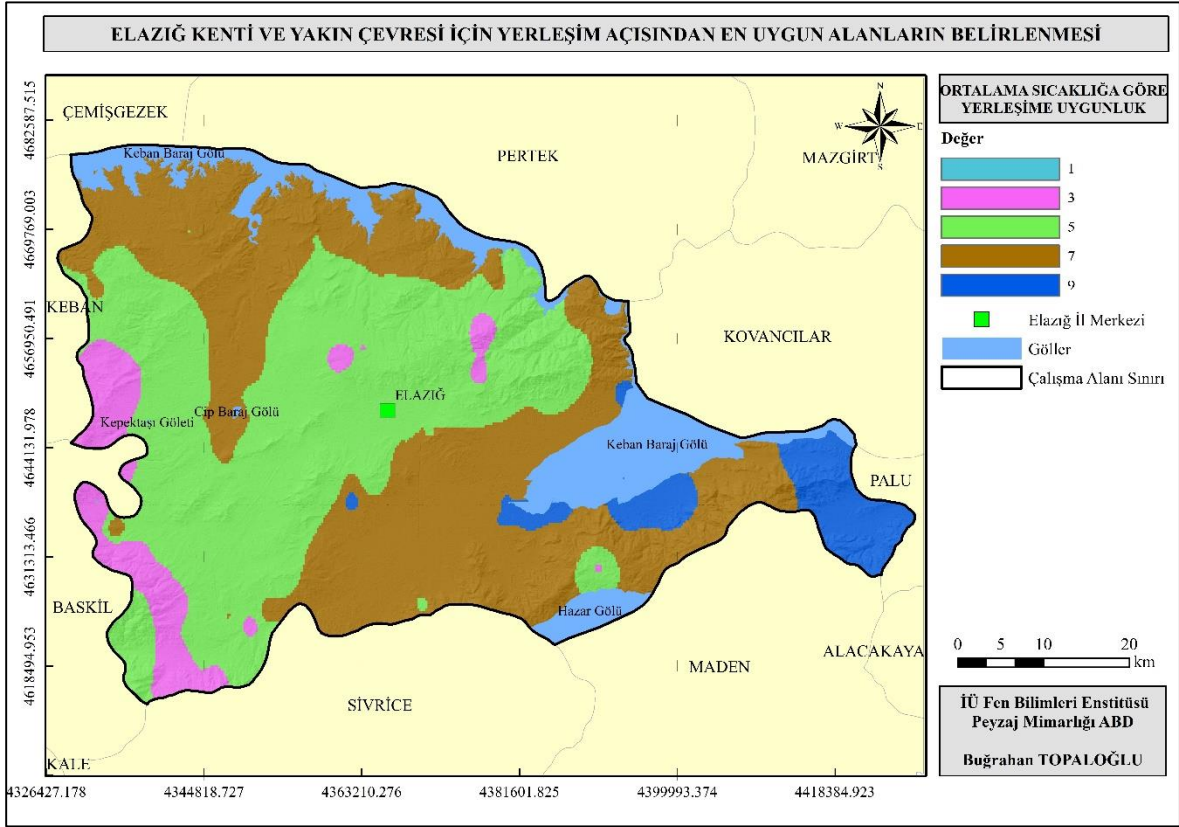 ELAZIĞ KENTİ VE YAKIN ÇEVRESİ İÇİN YERLEŞİM AÇISINDAN EN UYGUN ALANLARIN BELİRLENMESİ
4682587.515
4669769.003
4656950.491
4644131.978
4631313.466
4618494.953
4326427.178
4344818.727
4363210.276
4381601.825
4399993.374
4418384.923
ÇEMİŞGEZEK
Keban Baraj Gölü
PERTEK
MAZGİRT
N
W
D
S
KEBAN
KOVANCILAR
ELAZIĞ
Cip Baraj Gölü
Kepektaşı Göleti
Keban Baraj Gölü
PALU
BASKİL
Hazar Gölü
ALACAKAYA
MADEN
SİVRİCE
KALE
ORTALAMA SICAKLIĞA GÖRE
YERLEŞİME UYGUNLUK
Değer
1
3
5
7
9
Elazığ İl Merkezi
Göller
Çalışma Alanı Sınırı
0 5 10 20
km
İÜ Fen Bilimleri Enstitüsü
Peyzaj Mimarlığı ABD
Buğrahan TOPALOĞLU